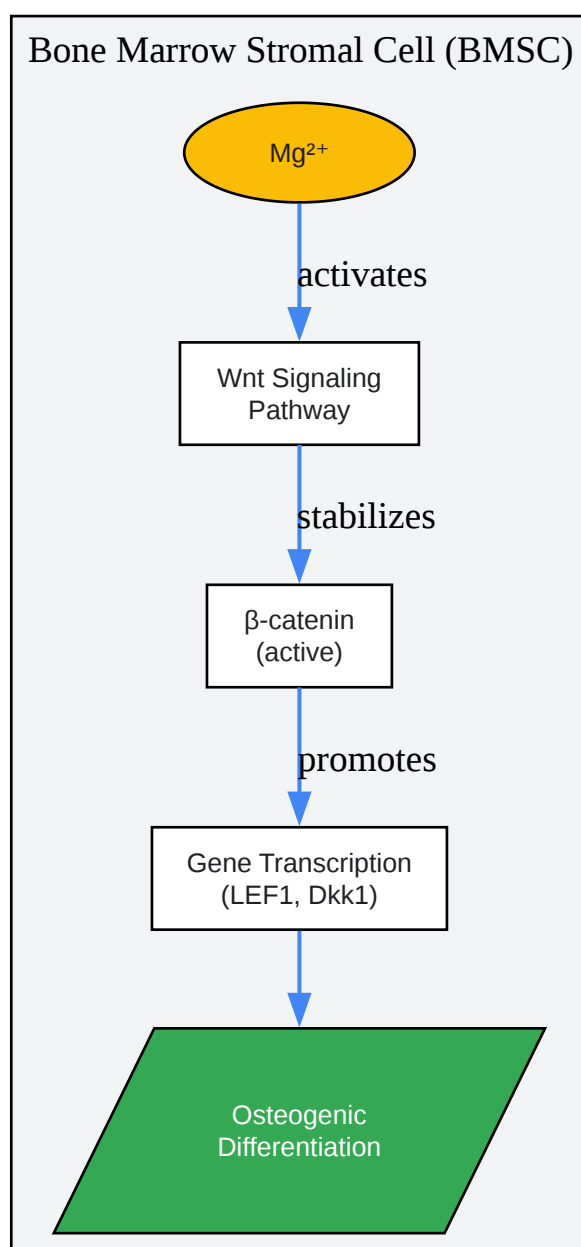 Bone Marrow Stromal Cell (BMSC)
Mg²⁺
activates
Wnt Signaling
Pathway
stabilizes
β-catenin
(active)
promotes
Gene Transcription
(LEF1, Dkk1)
Osteogenic
Differentiation